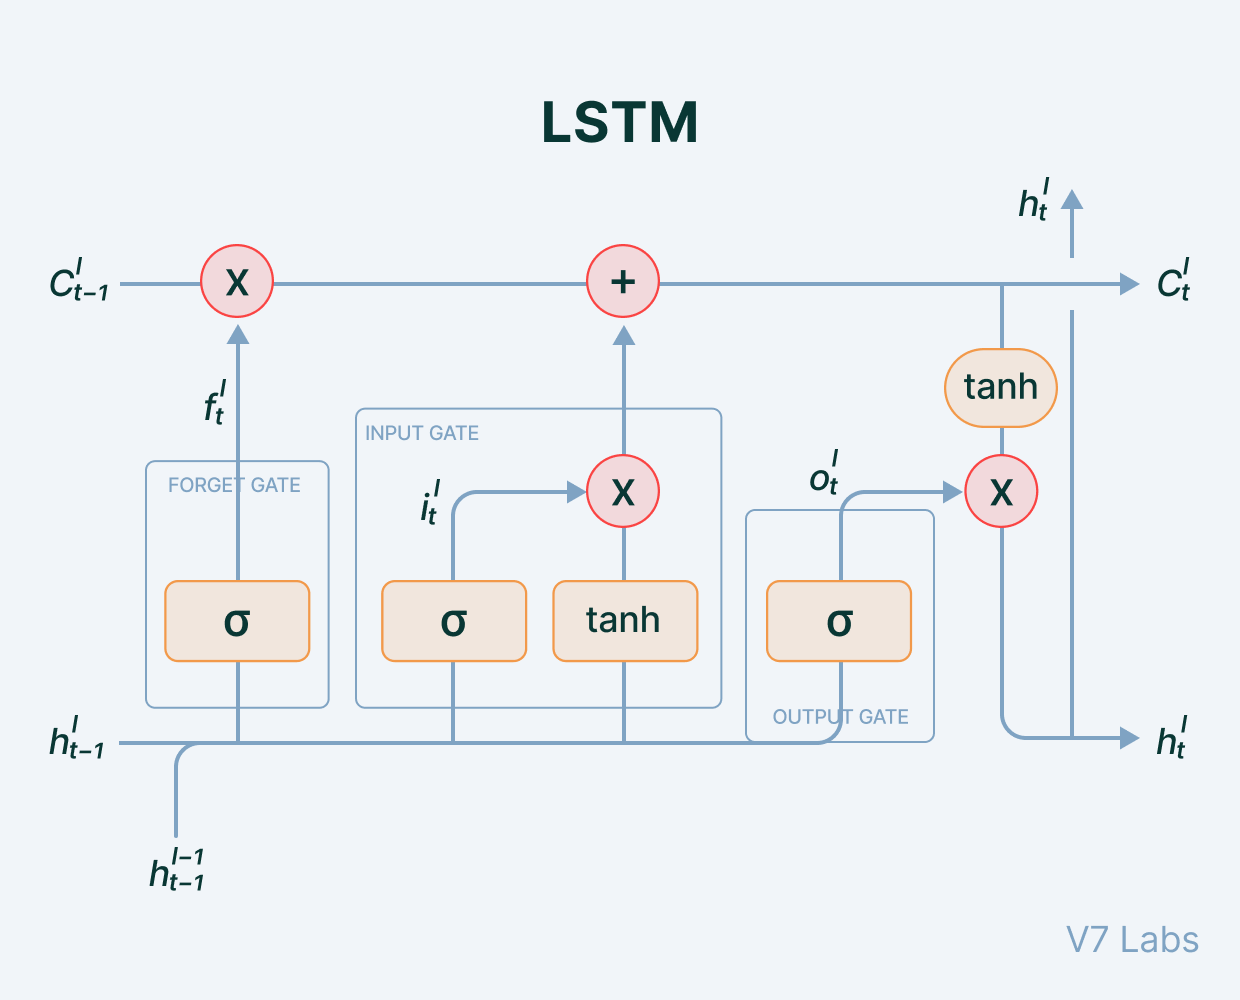 LSTM
h_t^l
C_{t-1}^l
x
+
C_t^l
f_t^l
tanh
INPUT GATE
o_t^l
FORGET GATE
i_t^l
x
x
σ
σ
tanh
σ
OUTPUT GATE
h_{t-1}^l
h_t^l
h_{t-1}^{l-1}
V7 Labs